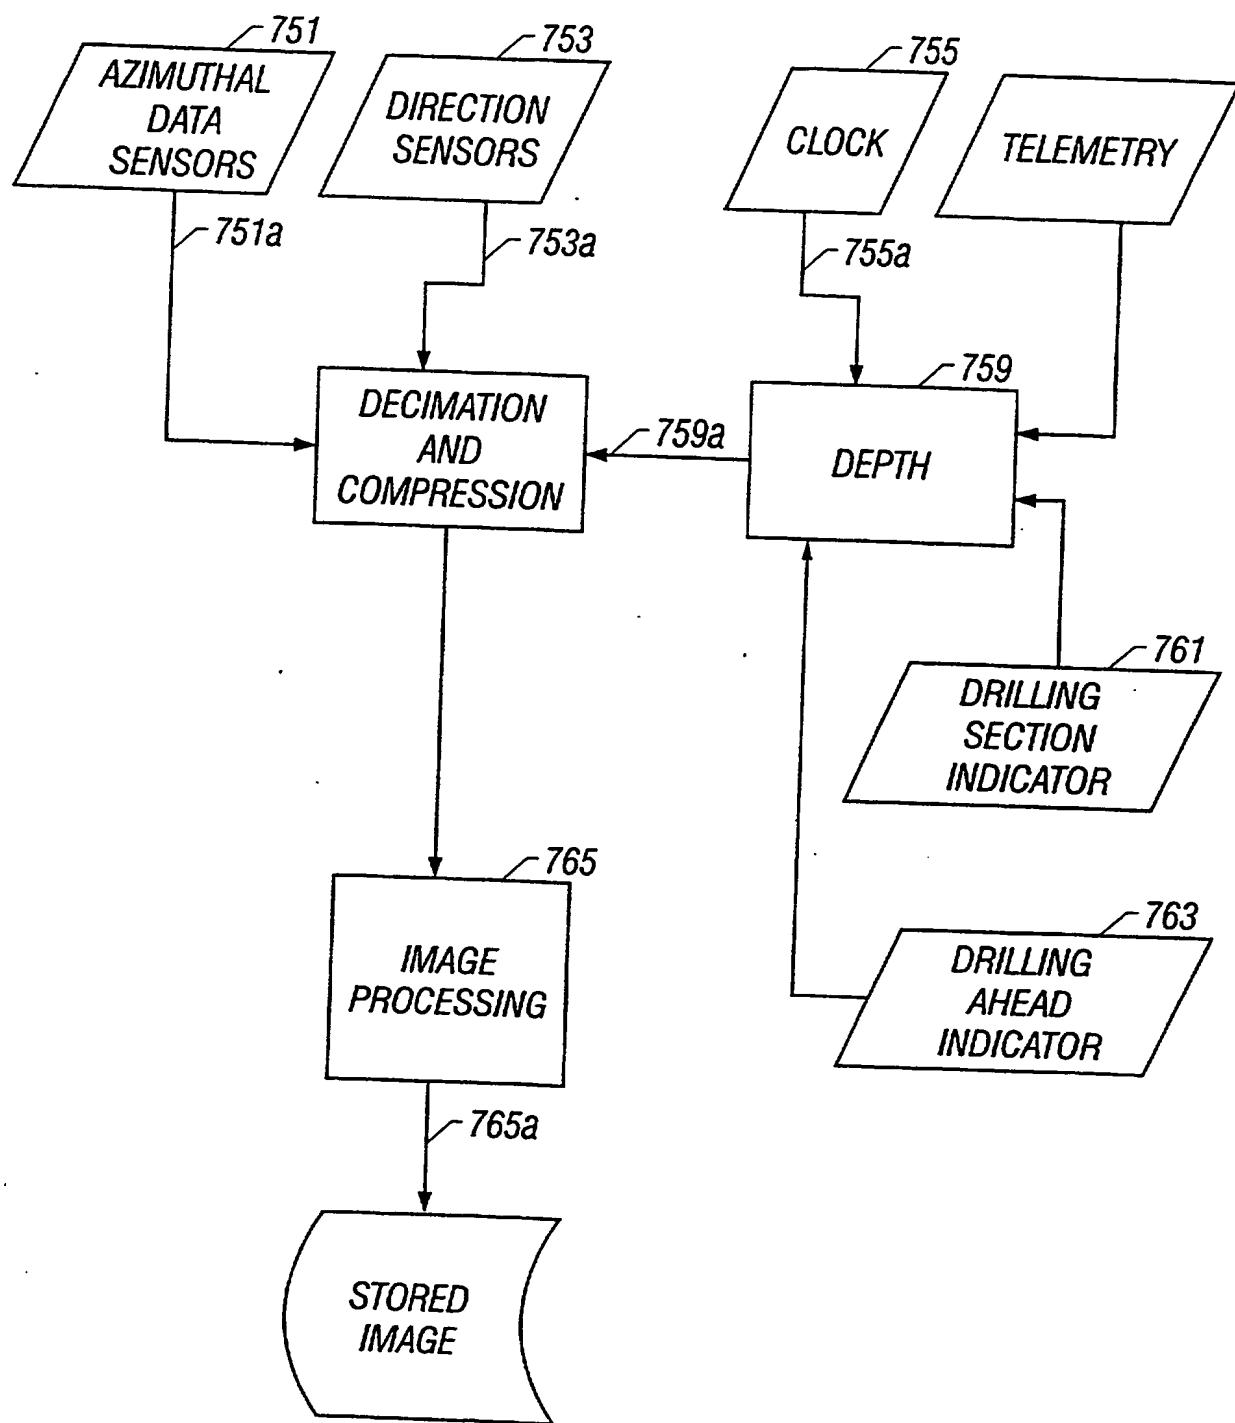 751
AZIMUTHAL
DATA
SENSORS
753
DIRECTION
SENSORS
755
CLOCK
TELEMETRY
751a
753a
755a
DECIMATION
AND
COMPRESSION
759a
759
DEPTH
761
DRILLING
SECTION
INDICATOR
765
IMAGE
PROCESSING
763
DRILLING
AHEAD
INDICATOR
765a
STORED
IMAGE